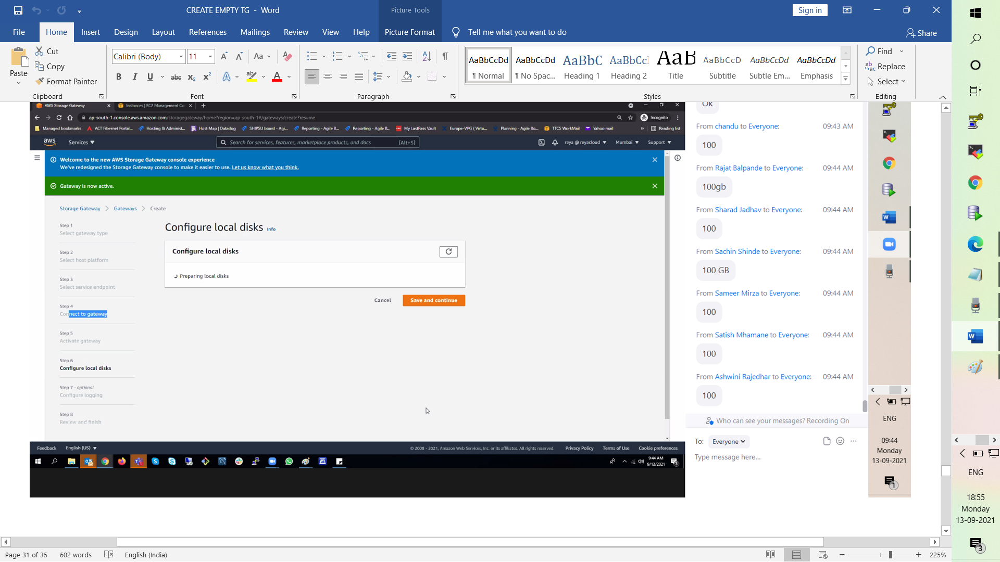 CREATE EMPTY TG - Word
Picture Tools
Sign in
File
Home
Insert
Design
Layout
References
Mailings
Review
View
Help
Picture Format
Tell me what you want to do
Share
Paste
Cut
Copy
Format Painter
Clipboard
Calibri (Body)
11
Font
Paragraph
AaBbCcDd
¶ Normal
AaBbCcDd
¶ No Spac...
AaBbC
Heading 1
AaBbCc
Heading 2
AaB
Title
AaBbCcD
Subtitle
AaBbCcDd
Subtle Em...
AaBbCcDd
Emphasis
Styles
Find
Replace
Select
Editing
AWS Storage Gateway
Instances | EC2 Management Co
ap-south-1.console.aws.amazon.com/storagegateway/home?region=ap-south-1#/gateways/create?resume
Incognito
Managed bookmarks
ACT Fibernet Portal...
Hosting & Administ...
Host Map | Datadog
SHIPSU board - Agi...
Reporting - Agile B...
Reporting - Agile B...
My LastPass Vault
Europe-VPG ( Virtu...
Planning - Agile Bo...
TTCS WorkMail
Yahoo mail
Reading list
aws
Services
Search for services, features, marketplace products, and docs
[Alt+S]
reya @ reyacloud
Mumbai
Support
Welcome to the new AWS Storage Gateway console experience
We've redesigned the Storage Gateway console to make it easier to use. Let us know what you think.
Gateway is now active.
Storage Gateway
Gateways
Create
Step 1
Select gateway type
Step 2
Select host platform
Step 3
Select service endpoint
Step 4
Connect to gateway
Step 5
Activate gateway
Step 6
Configure local disks
Step 7 - optional
Configure logging
Step 8
Review and finish
Configure local disks Info
Configure local disks
Preparing local disks
Cancel
Save and continue
Feedback
English (US)
© 2008 - 2021, Amazon Web Services, Inc. or its affiliates. All rights reserved.
Privacy Policy
Terms of Use
Cookie preferences
9:44 AM
9/13/2021
Ok
From chandu to Everyone: 09:43 AM
100
From Rajat Balpande to Everyone: 09:44 AM
100gb
From Sharad Jadhav to Everyone: 09:44 AM
100
From Sachin Shinde to Everyone: 09:44 AM
100 GB
From Sameer Mirza to Everyone: 09:44 AM
100
From Satish Mhamane to Everyone: 09:44 AM
100
From Ashwini Rajedhar to Everyone: 09:44 AM
100
Who can see your messages? Recording On
To: Everyone
Type message here...
ENG
09:44
Monday
13-09-2021
1
ENG
18:55
Monday
13-09-2021
3
Page 31 of 35
602 words
English (India)
225%